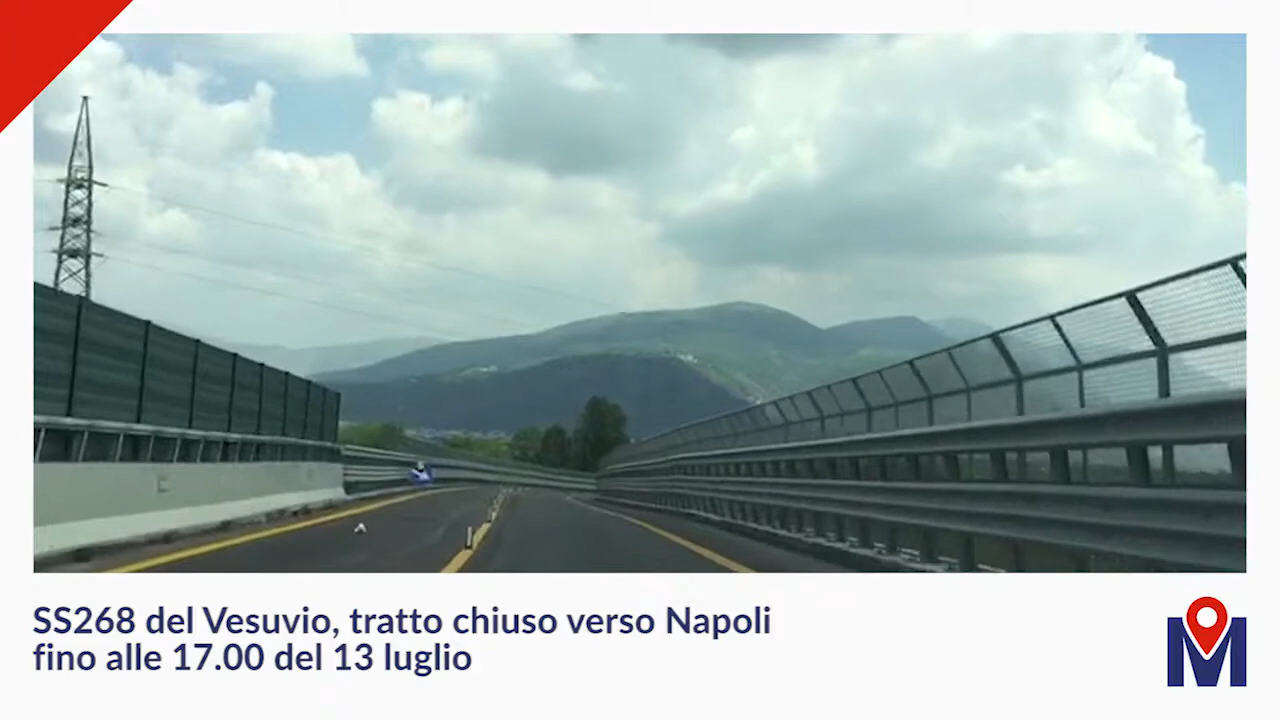 SS268 del Vesuvio, tratto chiuso verso Napoli
fino alle 17.00 del 13 luglio
M